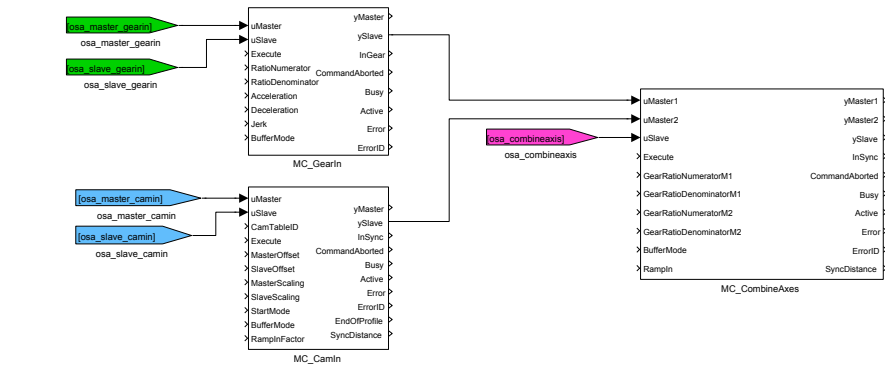 [osa_master_gearin]
osa_master_gearin
[osa_slave_gearin]
osa_slave_gearin
uMaster
uSlave
Execute
RatioNumerator
RatioDenominator
Acceleration
Deceleration
Jerk
BufferMode
yMaster
ySlave
InGear
CommandAborted
Busy
Active
Error
ErrorID
MC_GearIn
[osa_master_camin]
osa_master_camin
[osa_slave_camin]
osa_slave_camin
uMaster
uSlave
CamTableID
Execute
MasterOffset
SlaveOffset
MasterScaling
SlaveScaling
StartMode
BufferMode
RampInFactor
yMaster
ySlave
InSync
CommandAborted
Busy
Active
Error
ErrorID
EndOfProfile
SyncDistance
MC_CamIn
[osa_combineaxis]
osa_combineaxis
uMaster1
uMaster2
uSlave
Execute
GearRatioNumeratorM1
GearRatioDenominatorM1
GearRatioNumeratorM2
GearRatioDenominatorM2
BufferMode
RampIn
yMaster1
yMaster2
ySlave
InSync
CommandAborted
Busy
Active
Error
ErrorID
SyncDistance
MC_CombineAxes